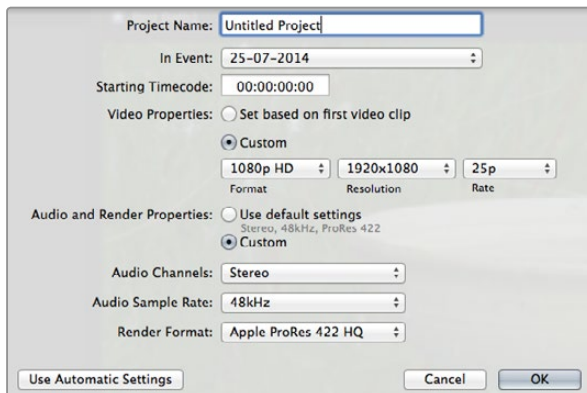 Project Name: Untitled Project
In Event: 25-07-2014
Starting Timecode: 00:00:00:00
Video Properties: Set based on first video clip
Custom
1080p HD 1920x1080 25p
Format Resolution Rate
Audio and Render Properties: Use default settings
Stereo, 48kHz, ProRes 422
Custom
Audio Channels: Stereo
Audio Sample Rate: 48kHz
Render Format: Apple ProRes 422 HQ
Use Automatic Settings Cancel OK